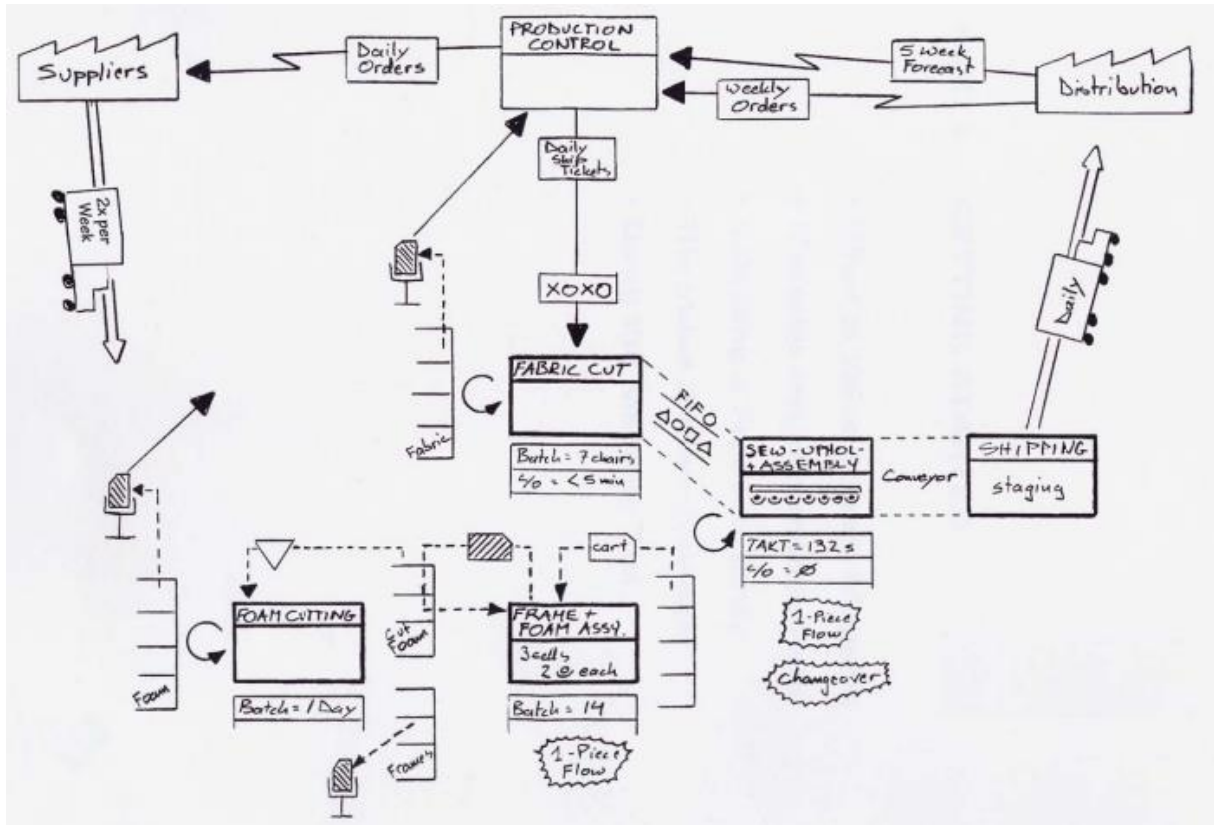 Suppliers
Daily
Orders
PRODUCTION
CONTROL
5 Week
Forecast
Weekly
Orders
Distribution
Daily
Ship
Tickets
2x per
Week
XOXO
Daily
FABRIC CUT
Fabric
Batch = 7 chairs
c/o = < 5 min
FIFO
SEW-UPHOL-
+ ASSEMBLY
TAKT = 132 s
c/o = Ø
Conveyor
SHIPPING
staging
1-Piece
Flow
Changeover
Foam
FOAM CUTTING
Batch = 1 Day
Cut
Foam
Frames
cart
FRAME +
FOAM ASSY.
3 cells
2 @ each
Batch = 14
1-Piece
Flow